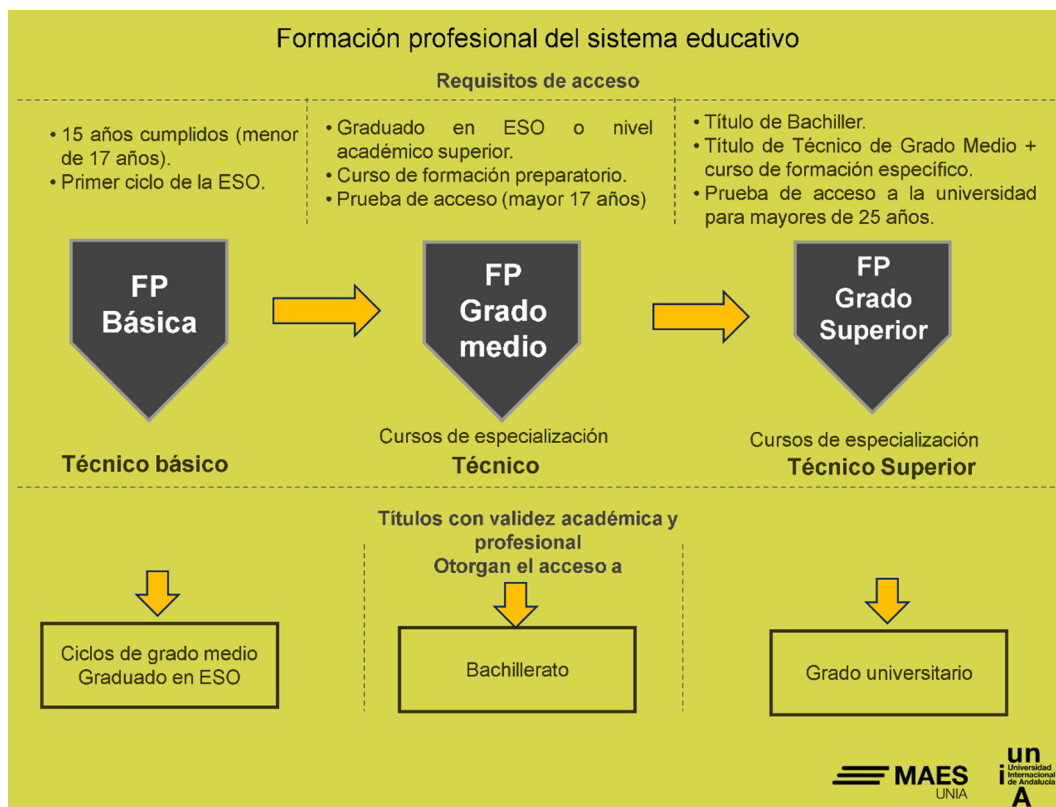 Formación profesional del sistema educativo
Requisitos de acceso
• 15 años cumplidos (menor
de 17 años).
• Primer ciclo de la ESO.
• Graduado en ESO o nivel
académico superior.
• Curso de formación preparatorio.
• Prueba de acceso (mayor 17 años)
• Título de Bachiller.
• Título de Técnico de Grado Medio +
curso de formación específico.
• Prueba de acceso a la universidad
para mayores de 25 años.
FP
Básica
FP
Grado
medio
FP
Grado
Superior
Técnico básico
Cursos de especialización
Técnico
Cursos de especialización
Técnico Superior
Títulos con validez académica y
profesional
Otorgan el acceso a
Ciclos de grado medio
Graduado en ESO
Bachillerato
Grado universitario
MAES
UNIA
un
i
Universidad
Internacional
de Andalucía
A